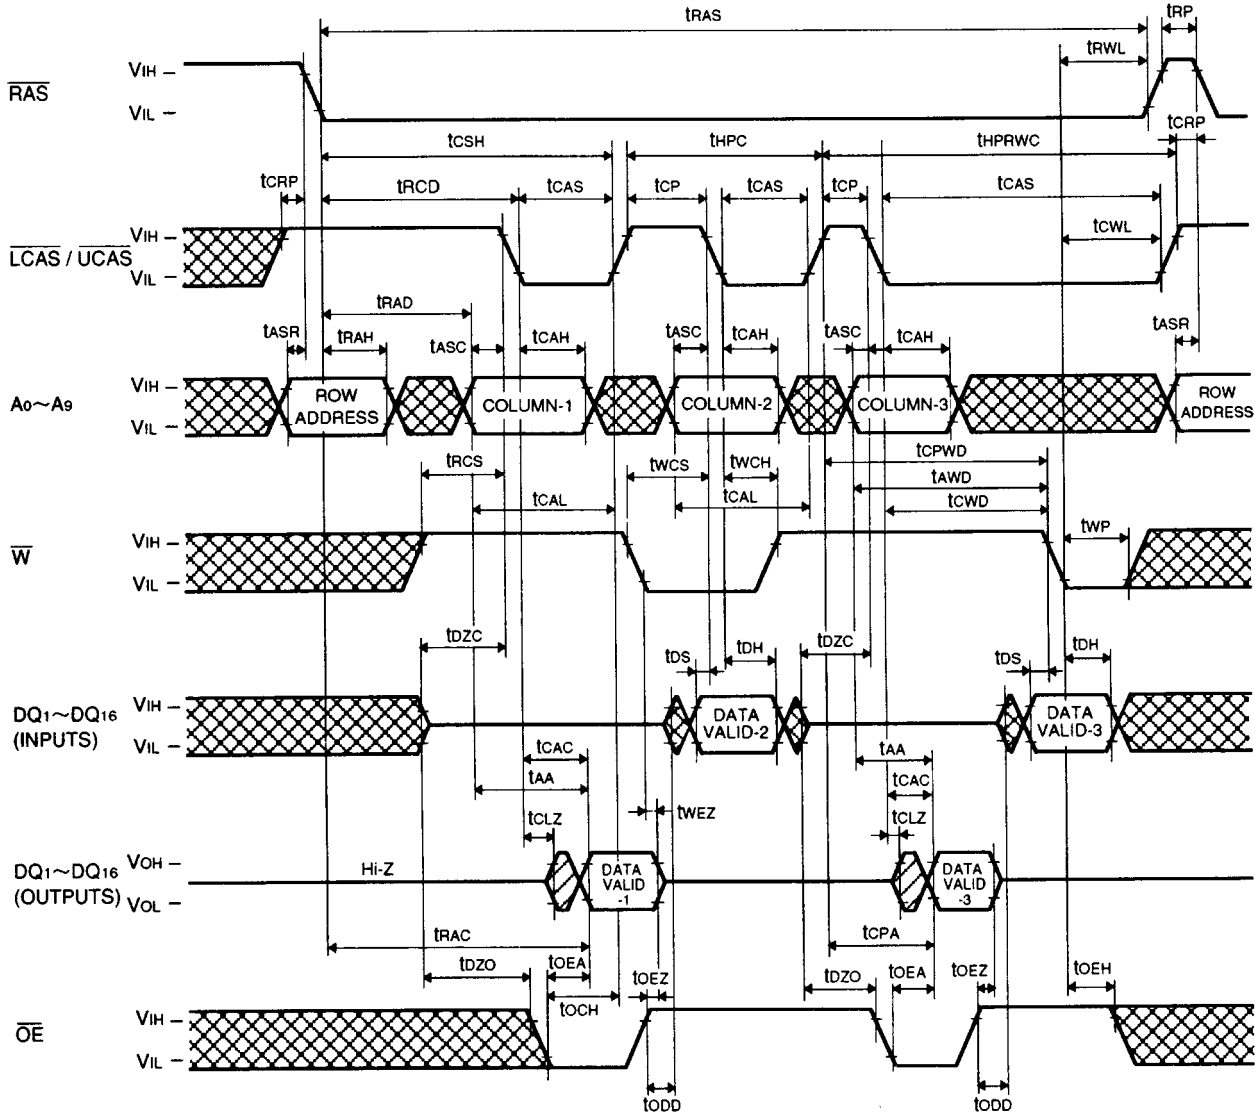 tRAS
tRP
tRWL
RAS
VIH
VIL
tCSH
tHPC
tHPRWC
tCRP
tCRP
tRCD
tCAS
tCP
tCAS
tCP
tCAS
tCWL
LCAS / UCAS
VIH
VIL
tRAD
tASR
tRAH
tASC
tCAH
tASC
tCAH
tASC
tCAH
tASR
A0~A9
VIH
VIL
ROW ADDRESS
COLUMN-1
COLUMN-2
COLUMN-3
ROW ADDRESS
tRCS
tWCS
tWCH
tCPWD
tAWD
tCAL
tCAL
tCWD
tWP
W
VIH
VIL
tDZC
tDS
tDH
tDZC
tDS
tDH
DQ1~DQ16
(INPUTS)
VIH
VIL
DATA VALID-2
DATA VALID-3
tCAC
tAA
tAA
tCAC
tCLZ
tWEZ
tCLZ
DQ1~DQ16
(OUTPUTS)
VOH
VOL
Hi-Z
DATA VALID -1
DATA VALID -3
tRAC
tCPA
tDZO
tOEA
tOEZ
tDZO
tOEA
tOEZ
tOEH
tOCH
OE
VIH
VIL
tODD
tODD